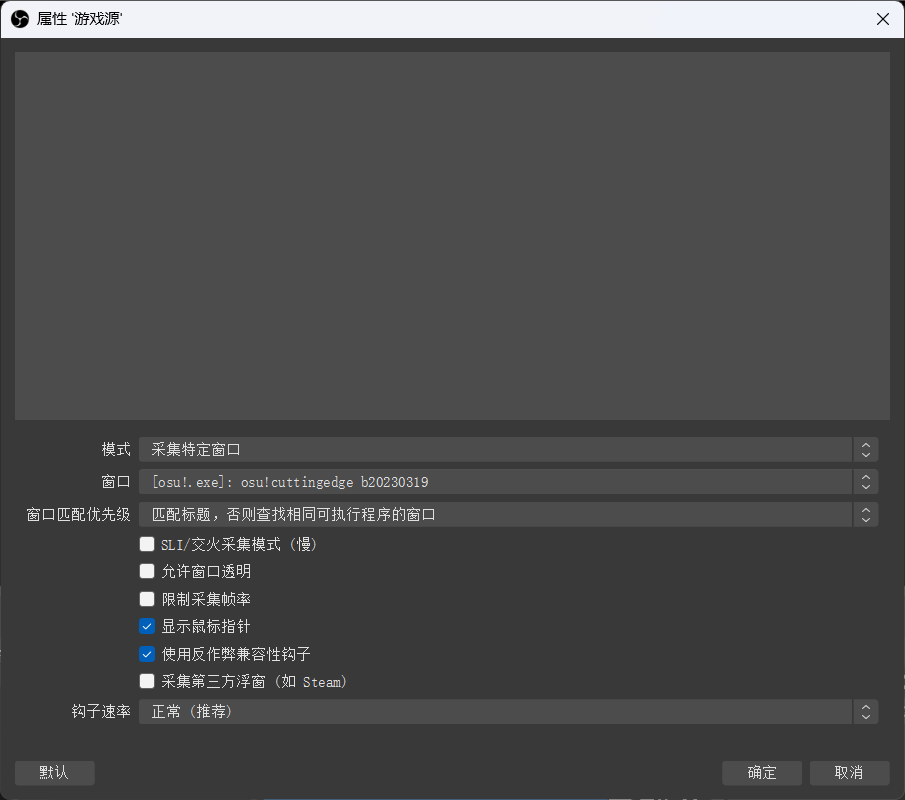 属性 '游戏源'
模式 采集特定窗口
窗口 [osu!.exe]: osu!cuttingedge b20230319
窗口匹配优先级 匹配标题，否则查找相同可执行程序的窗口
SLI/交火采集模式（慢）
允许窗口透明
限制采集帧率
显示鼠标指针
使用反作弊兼容性钩子
采集第三方浮窗（如 Steam）
钩子速率 正常（推荐）
默认 确定 取消